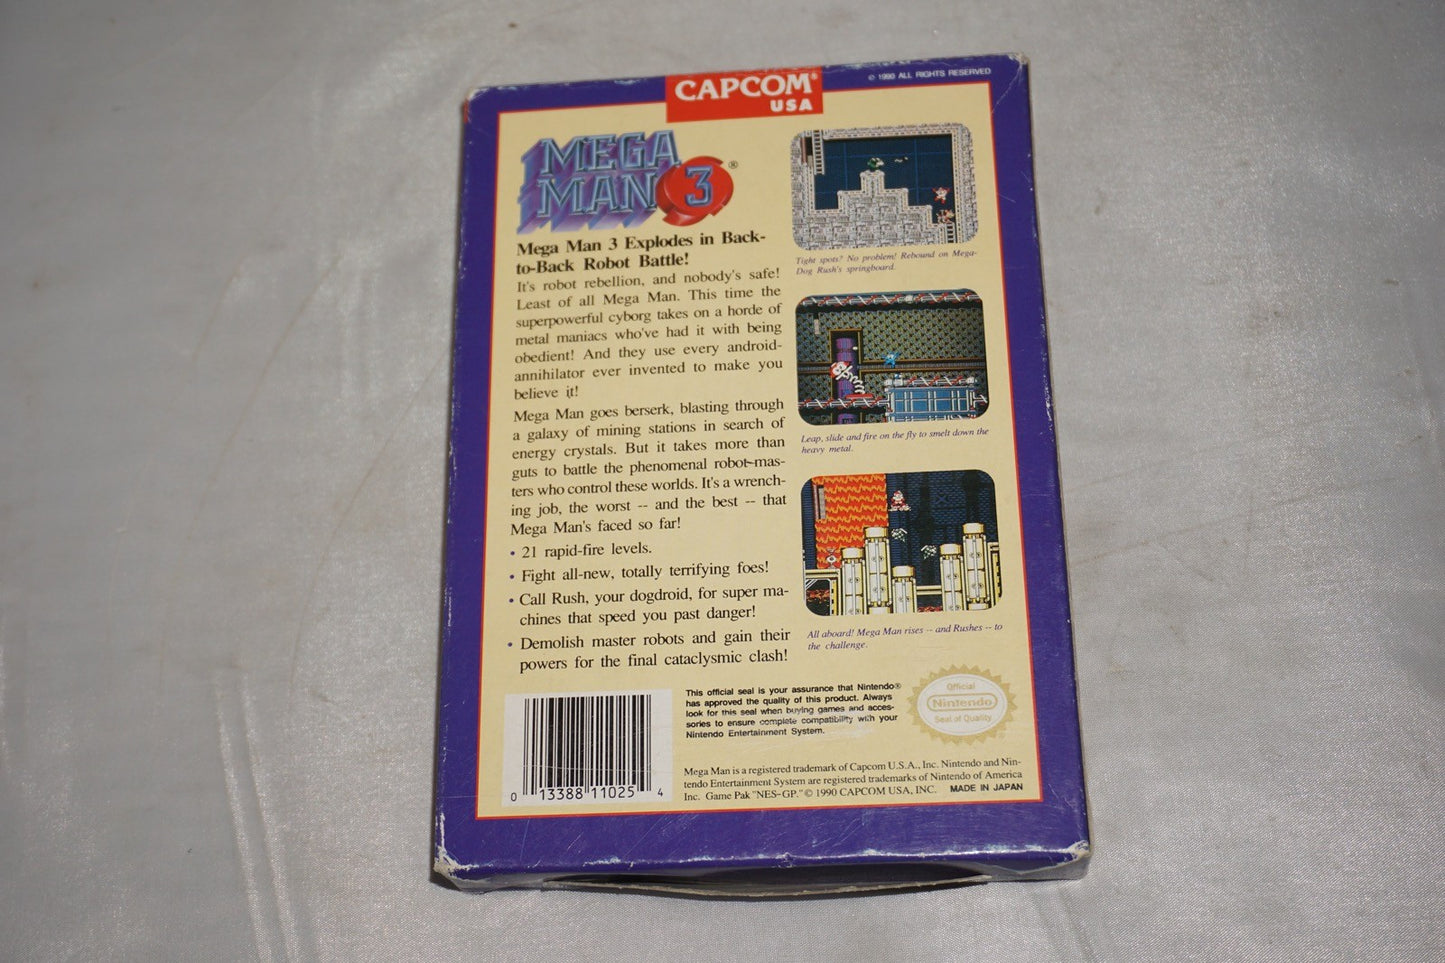 CAPCOM®
USA
© 1990 ALL RIGHTS RESERVED
MEGA
MAN 3 ®
Mega Man 3 Explodes in Back-
to-Back Robot Battle!
It's robot rebellion, and nobody's safe!
Least of all Mega Man. This time the
superpowerful cyborg takes on a horde of
metal maniacs who've had it with being
obedient! And they use every android-
annihilator ever invented to make you
believe it!
Mega Man goes berserk, blasting through
a galaxy of mining stations in search of
energy crystals. But it takes more than
guts to battle the phenomenal robot-mas-
ters who control these worlds. It's a wrench-
ing job, the worst -- and the best -- that
Mega Man's faced so far!
• 21 rapid-fire levels.
• Fight all-new, totally terrifying foes!
• Call Rush, your dogdroid, for super ma-
chines that speed you past danger!
• Demolish master robots and gain their
powers for the final cataclysmic clash!
Tight spots? No problem! Rebound on Mega-
Dog Rush's springboard.
Leap, slide and fire on the fly to smelt down the
heavy metal.
All aboard! Mega Man rises -- and Rushes -- to
the challenge.
0 13388 11025 4
This official seal is your assurance that Nintendo®
has approved the quality of this product. Always
look for this seal when buying games and acces-
sories to ensure complete compatibility with your
Nintendo Entertainment System.
Official
Nintendo
Seal of Quality
Mega Man is a registered trademark of Capcom U.S.A., Inc. Nintendo and Nin-
tendo Entertainment System are registered trademarks of Nintendo of America
Inc. Game Pak "NES-GP." © 1990 CAPCOM USA, INC. MADE IN JAPAN